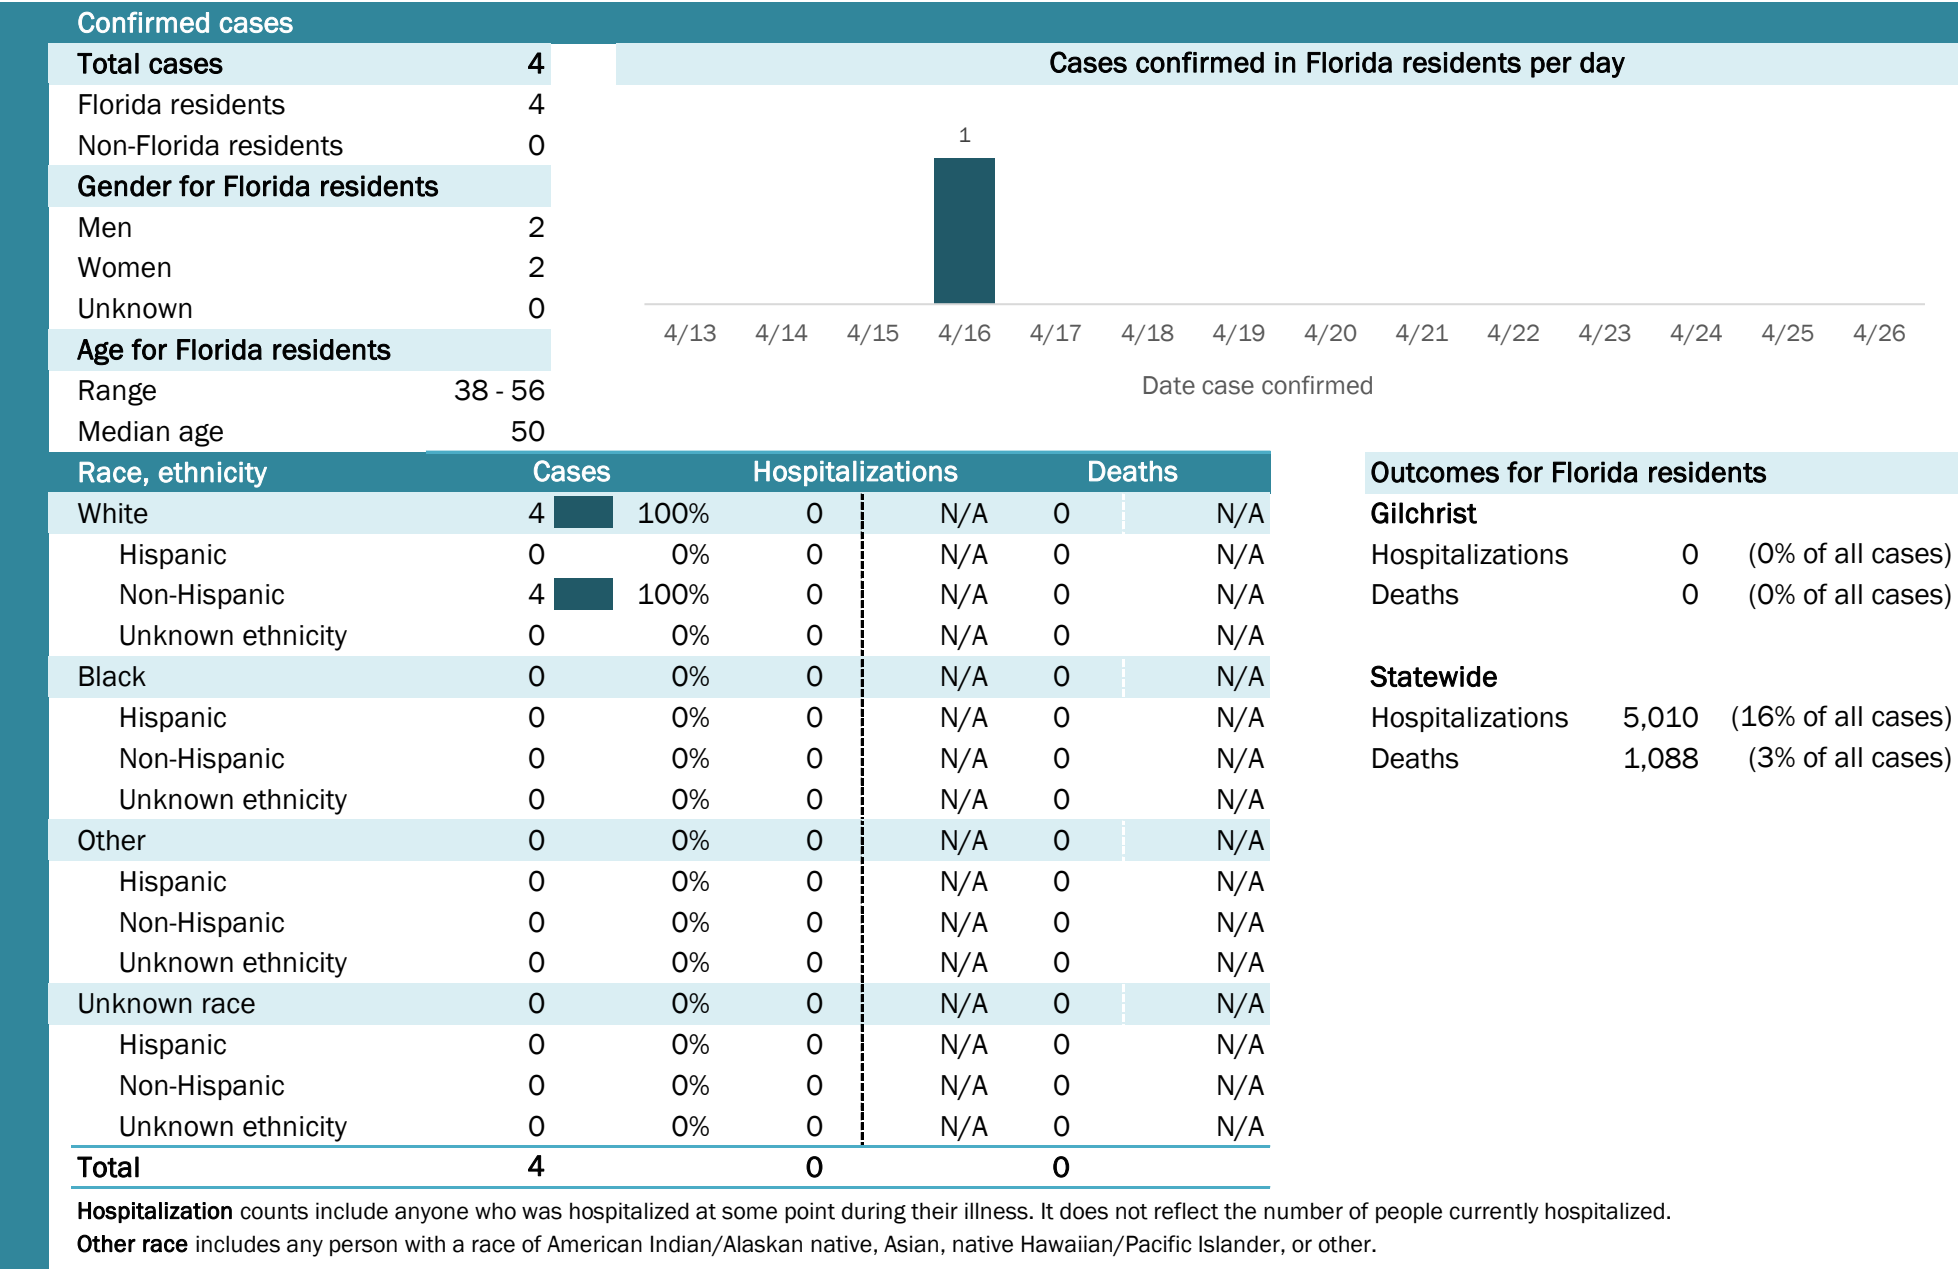 Confirmed cases
Total cases 4
Florida residents 4
Non-Florida residents 0
Gender for Florida residents
Men 2
Women 2
Unknown 0
Age for Florida residents
Range 38 - 56
Median age 50
Cases confirmed in Florida residents per day
1
4/13 4/14 4/15 4/16 4/17 4/18 4/19 4/20 4/21 4/22 4/23 4/24 4/25 4/26
Date case confirmed
Race, ethnicity Cases Hospitalizations Deaths
White 4 100% 0 N/A 0 N/A
Hispanic 0 0% 0 N/A 0 N/A
Non-Hispanic 4 100% 0 N/A 0 N/A
Unknown ethnicity 0 0% 0 N/A 0 N/A
Black 0 0% 0 N/A 0 N/A
Hispanic 0 0% 0 N/A 0 N/A
Non-Hispanic 0 0% 0 N/A 0 N/A
Unknown ethnicity 0 0% 0 N/A 0 N/A
Other 0 0% 0 N/A 0 N/A
Hispanic 0 0% 0 N/A 0 N/A
Non-Hispanic 0 0% 0 N/A 0 N/A
Unknown ethnicity 0 0% 0 N/A 0 N/A
Unknown race 0 0% 0 N/A 0 N/A
Hispanic 0 0% 0 N/A 0 N/A
Non-Hispanic 0 0% 0 N/A 0 N/A
Unknown ethnicity 0 0% 0 N/A 0 N/A
Total 4 0 0
Outcomes for Florida residents
Gilchrist
Hospitalizations 0 (0% of all cases)
Deaths 0 (0% of all cases)
Statewide
Hospitalizations 5,010 (16% of all cases)
Deaths 1,088 (3% of all cases)
Hospitalization counts include anyone who was hospitalized at some point during their illness. It does not reflect the number of people currently hospitalized.
Other race includes any person with a race of American Indian/Alaskan native, Asian, native Hawaiian/Pacific Islander, or other.